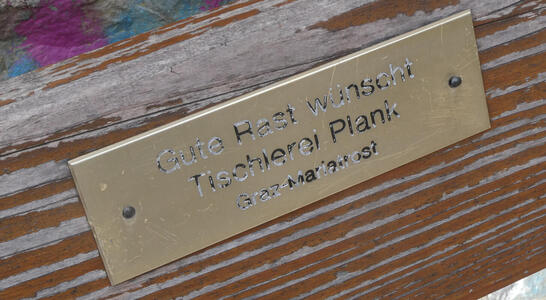 Gute Rast wünscht
Tischlerei Plank
Graz-Mariatrost